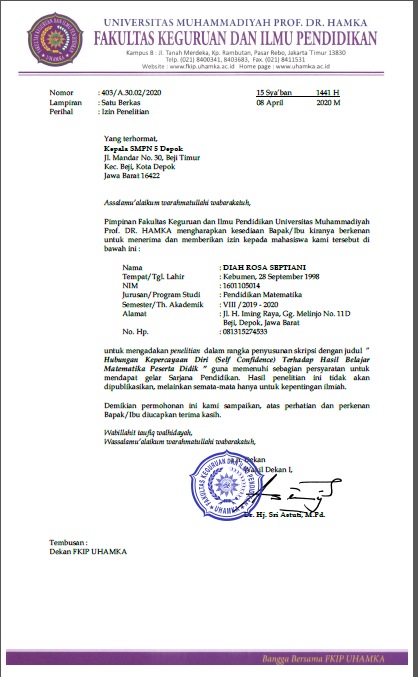 UNIVERSITAS MUHAMMADIYAH PROF. DR. HAMKA
FAKULTAS KEGURUAN DAN ILMU PENDIDIKAN
Kampus B : Jl. Tanah Merdeka, Kp. Rambutan, Pasar Rebo, Jakarta Timur 13830
Telp. (021) 8400341, 8403683, Fax. (021) 8411531
Website : www.fkip.uhamka.ac.id Home page : www.uhamka.ac.id
Nomor : 403/A.30.02/2020 15 Sya'ban 1441 H
Lampiran : Satu Berkas 08 April 2020 M
Perihal : Izin Penelitian
Yang terhormat,
Kepala SMPN 5 Depok
Jl. Mandar No. 30, Beji Timur
Kec. Beji, Kota Depok
Jawa Barat 16422
Assalamu'alaikum warahmatullahi wabarakatuh,
Pimpinan Fakultas Keguruan dan Ilmu Pendidikan Universitas Muhammadiyah
Prof. DR. HAMKA mengharapkan kesediaan Bapak/Ibu kiranya berkenan
untuk menerima dan memberikan izin kepada mahasiswa kami tersebut di
bawah ini :
Nama : DIAH ROSA SEPTIANI
Tempat/Tgl. Lahir : Kebumen, 28 September 1998
NIM : 1601105014
Jurusan/Program Studi : Pendidikan Matematika
Semester/Th. Akademik : VIII / 2019 - 2020
Alamat : Jl. H. Iming Raya, Gg. Melinjo No. 11D
Beji, Depok, Jawa Barat
No. Hp. : 081315274533
untuk mengadakan penelitian dalam rangka penyusunan skripsi dengan judul "
Hubungan Kepercayaan Diri (Self Confidence) Terhadap Hasil Belajar
Matematika Peserta Didik " guna memenuhi sebagian persyaratan untuk
mendapat gelar Sarjana Pendidikan. Hasil penelitian ini tidak akan
dipublikasikan, melainkan semata-mata hanya untuk kepentingan ilmiah.
Demikian permohonan ini kami sampaikan, atas perhatian dan perkenan
Bapak/Ibu diucapkan terima kasih.
Wabillahit taufiq walhidayah,
Wassalamu'alaikum warahmatullahi wabarakatuh,
a.n. Dekan
Wakil Dekan I,
FAKULTAS KEGURUAN DAN ILMU PENDIDIKAN
UHAMKA
Dr. Hj. Sri Astuti, M.Pd.
Tembusan :
Dekan FKIP UHAMKA
Bangga Bersama FKIP UHAMKA